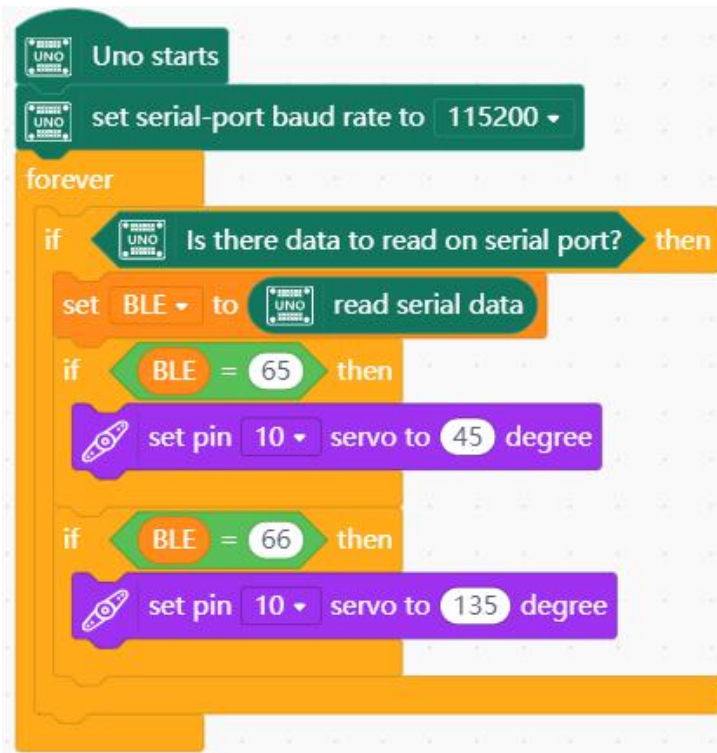 UNO Uno starts
UNO set serial-port baud rate to 115200
forever
if UNO Is there data to read on serial port? then
set BLE to UNO read serial data
if BLE = 65 then
set pin 10 servo to 45 degree
if BLE = 66 then
set pin 10 servo to 135 degree